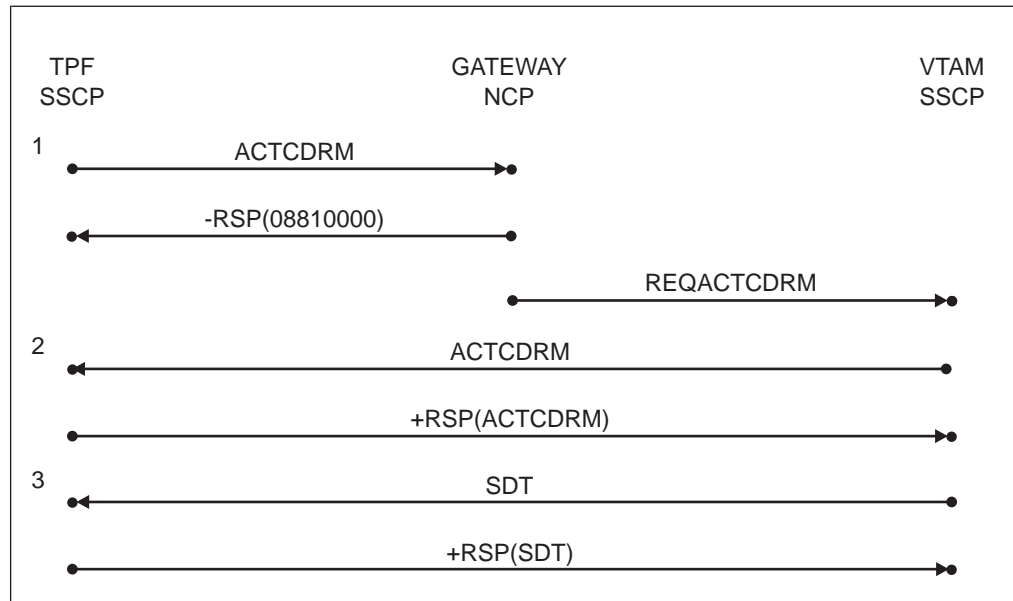 TPF
SSCP
GATEWAY
NCP
VTAM
SSCP
1
ACTCDRM
-RSP(08810000)
REQACTCDRM
2
ACTCDRM
+RSP(ACTCDRM)
3
SDT
+RSP(SDT)